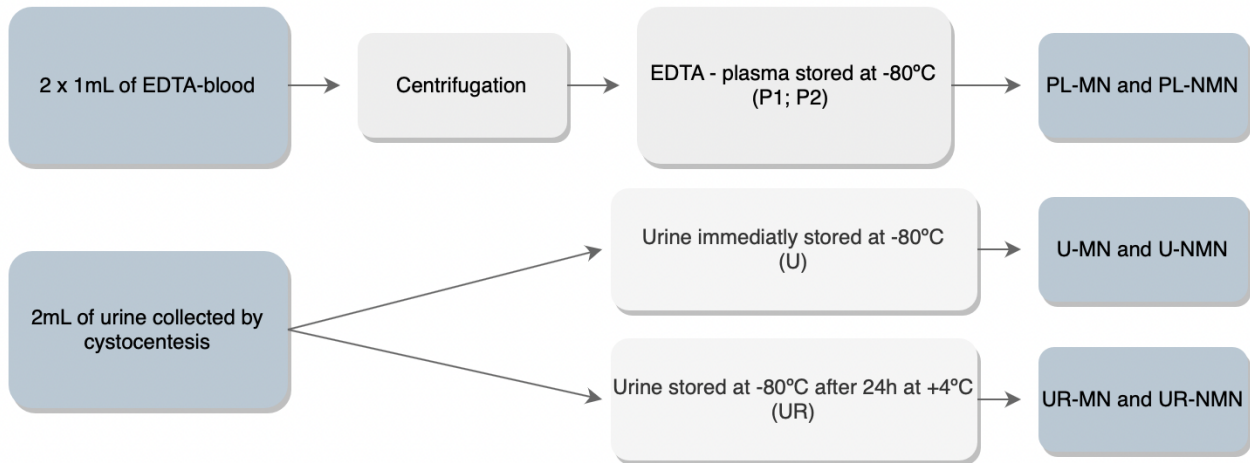 2 x 1mL of EDTA-blood
Centrifugation
EDTA - plasma stored at -80ºC
(P1; P2)
PL-MN and PL-NMN
2mL of urine collected by
cystocentesis
Urine immediatly stored at -80ºC
(U)
U-MN and U-NMN
Urine stored at -80ºC after 24h at +4ºC
(UR)
UR-MN and UR-NMN